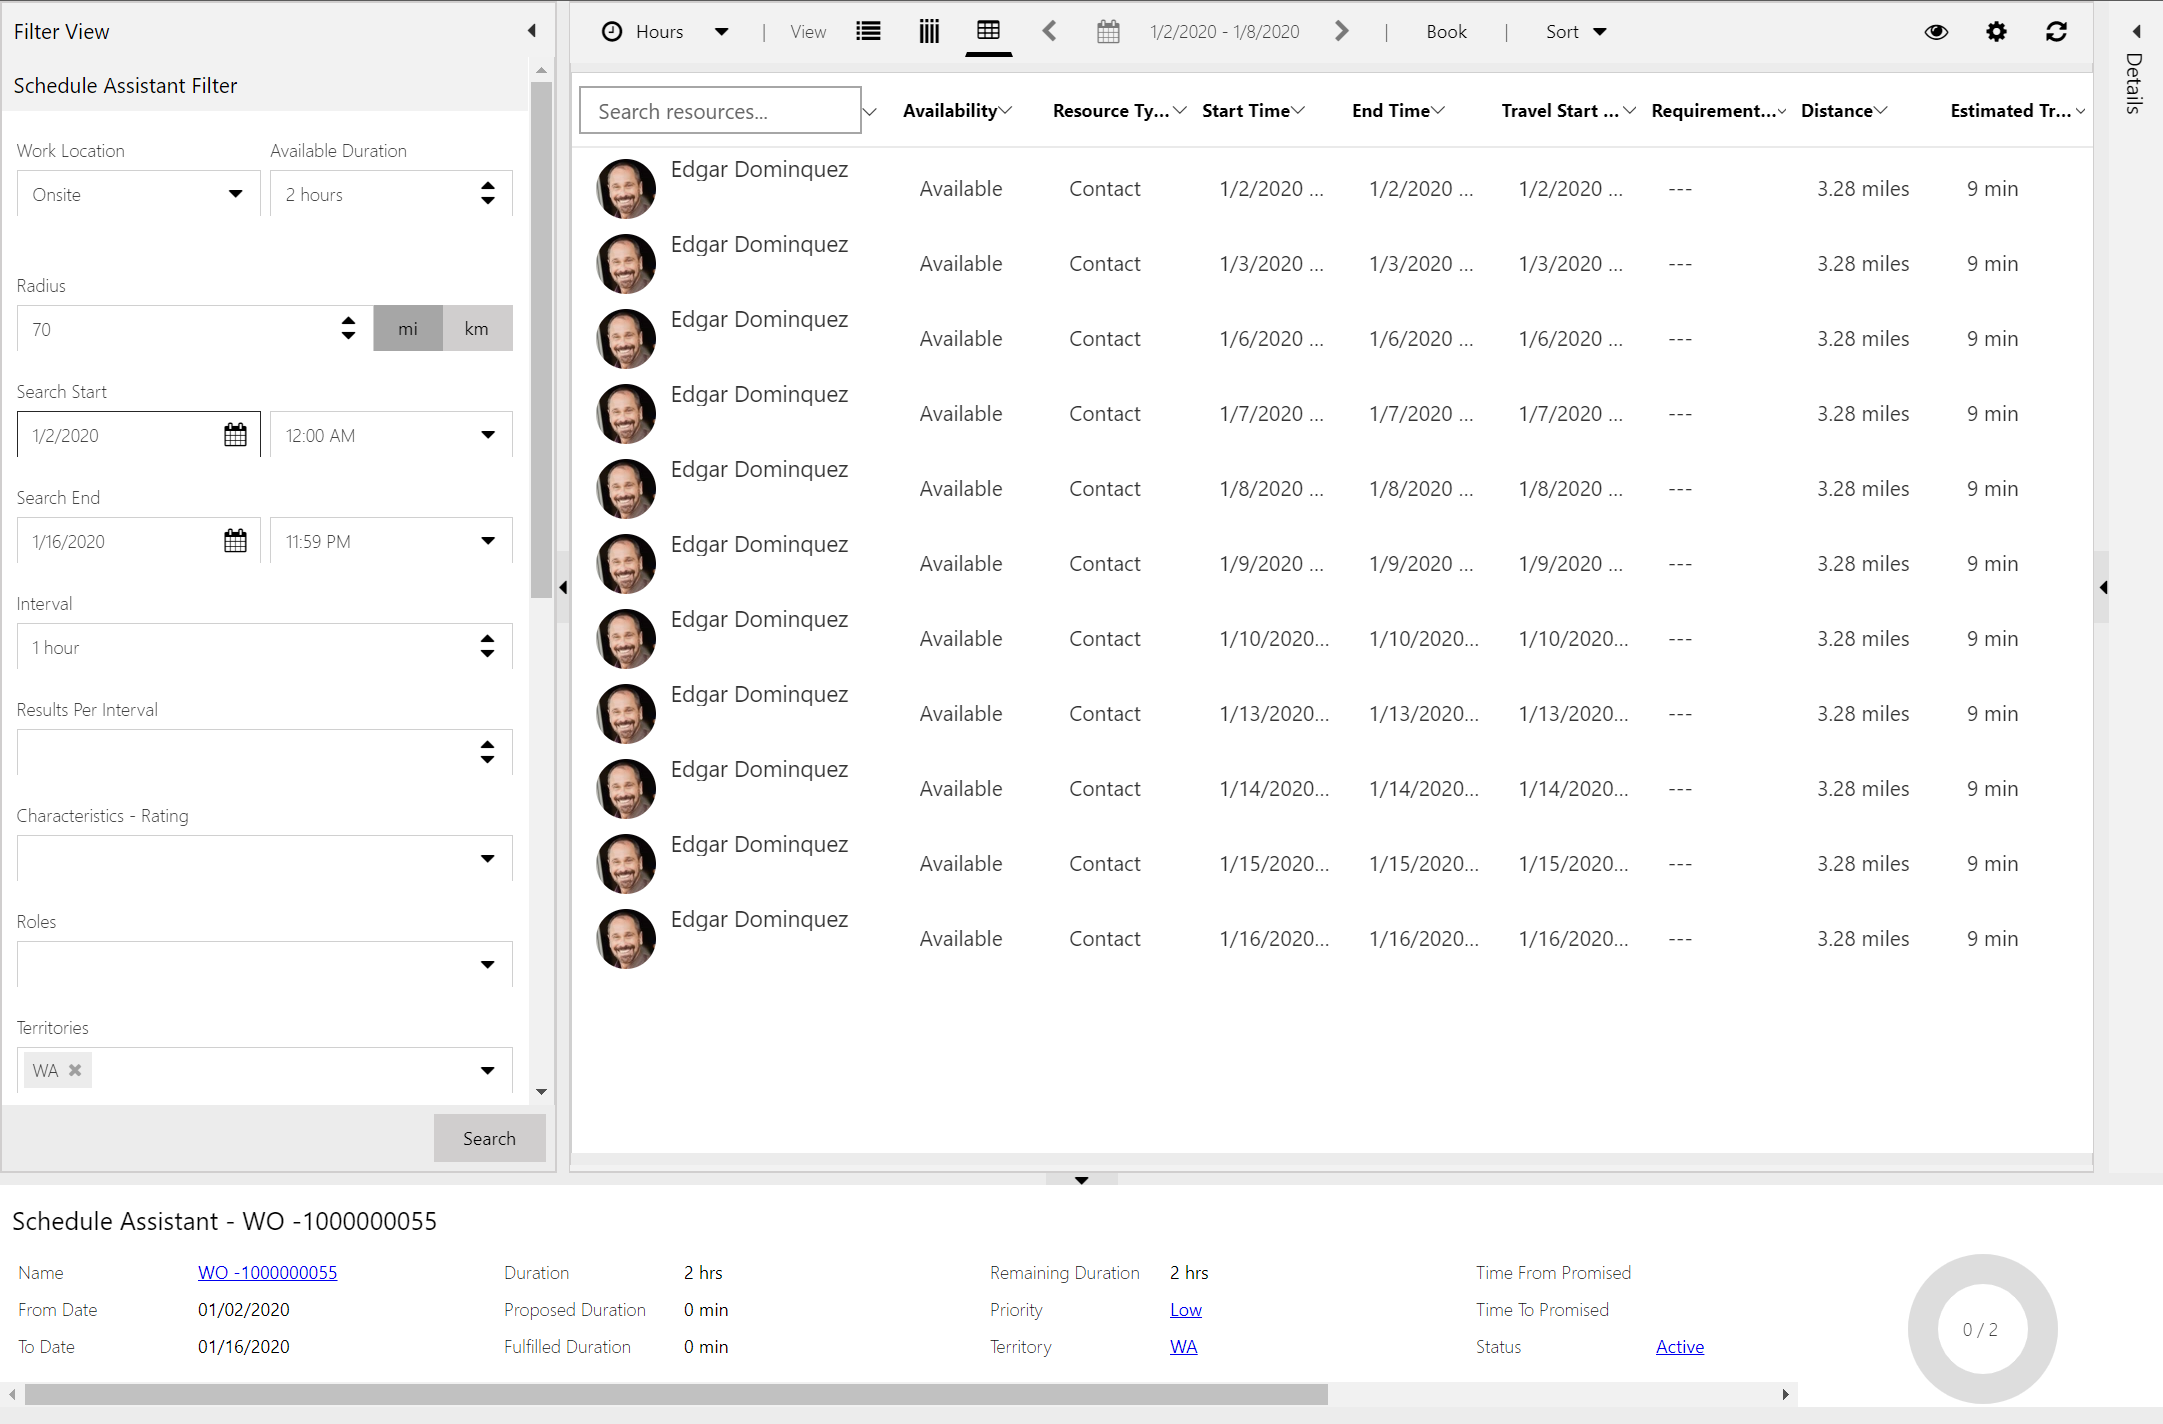 Filter View
Schedule Assistant Filter
Work Location
Available Duration
Onsite
2 hours
Radius
70
mi
km
Search Start
1/2/2020
12:00 AM
Search End
1/16/2020
11:59 PM
Interval
1 hour
Results Per Interval
Characteristics - Rating
Roles
Territories
WA
Search
Hours | View 1/2/2020 - 1/8/2020 | Book | Sort
Search resources... Availability Resource Ty... Start Time End Time Travel Start ... Requirement... Distance Estimated Tr...
Edgar Dominquez Available Contact 1/2/2020 ... 1/2/2020 ... 1/2/2020 ... --- 3.28 miles 9 min
Edgar Dominquez Available Contact 1/3/2020 ... 1/3/2020 ... 1/3/2020 ... --- 3.28 miles 9 min
Edgar Dominquez Available Contact 1/6/2020 ... 1/6/2020 ... 1/6/2020 ... --- 3.28 miles 9 min
Edgar Dominquez Available Contact 1/7/2020 ... 1/7/2020 ... 1/7/2020 ... --- 3.28 miles 9 min
Edgar Dominquez Available Contact 1/8/2020 ... 1/8/2020 ... 1/8/2020 ... --- 3.28 miles 9 min
Edgar Dominquez Available Contact 1/9/2020 ... 1/9/2020 ... 1/9/2020 ... --- 3.28 miles 9 min
Edgar Dominquez Available Contact 1/10/2020... 1/10/2020... 1/10/2020... --- 3.28 miles 9 min
Edgar Dominquez Available Contact 1/13/2020... 1/13/2020... 1/13/2020... --- 3.28 miles 9 min
Edgar Dominquez Available Contact 1/14/2020... 1/14/2020... 1/14/2020... --- 3.28 miles 9 min
Edgar Dominquez Available Contact 1/15/2020... 1/15/2020... 1/15/2020... --- 3.28 miles 9 min
Edgar Dominquez Available Contact 1/16/2020... 1/16/2020... 1/16/2020... --- 3.28 miles 9 min
Details
Schedule Assistant - WO -1000000055
Name WO -1000000055 Duration 2 hrs Remaining Duration 2 hrs Time From Promised
From Date 01/02/2020 Proposed Duration 0 min Priority Low Time To Promised
To Date 01/16/2020 Fulfilled Duration 0 min Territory WA Status Active
0 / 2